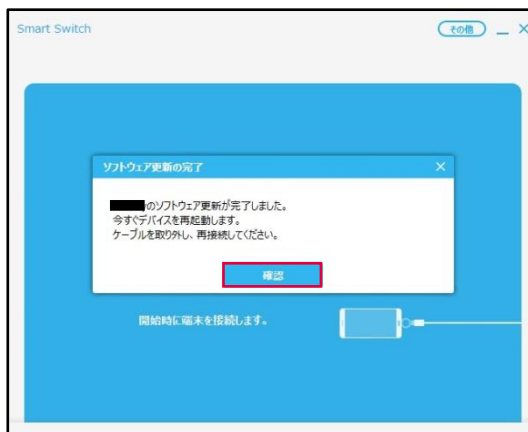 Smart Switch
その他
ソフトウェア更新の完了
のソフトウェア更新が完了しました。
今すぐデバイスを再起動します。
ケーブルを取り外し、再接続してください。
確認
開始時に端末を接続します。